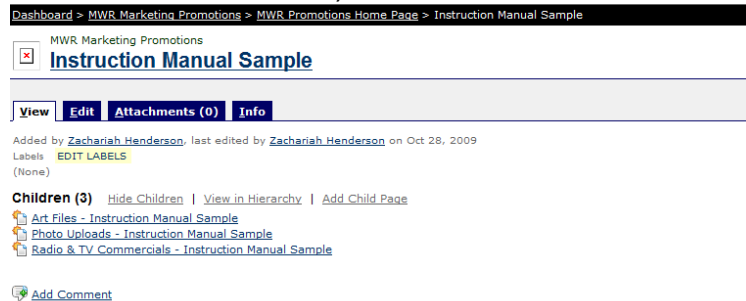 Dashboard > MWR Marketing Promotions > MWR Promotions Home Page > Instruction Manual Sample
MWR Marketing Promotions
Instruction Manual Sample
View Edit Attachments (0) Info
Added by Zachariah Henderson, last edited by Zachariah Henderson on Oct 28, 2009
Labels EDIT LABELS
(None)
Children (3) Hide Children | View in Hierarchy | Add Child Page
Art Files - Instruction Manual Sample
Photo Uploads - Instruction Manual Sample
Radio & TV Commercials - Instruction Manual Sample
Add Comment